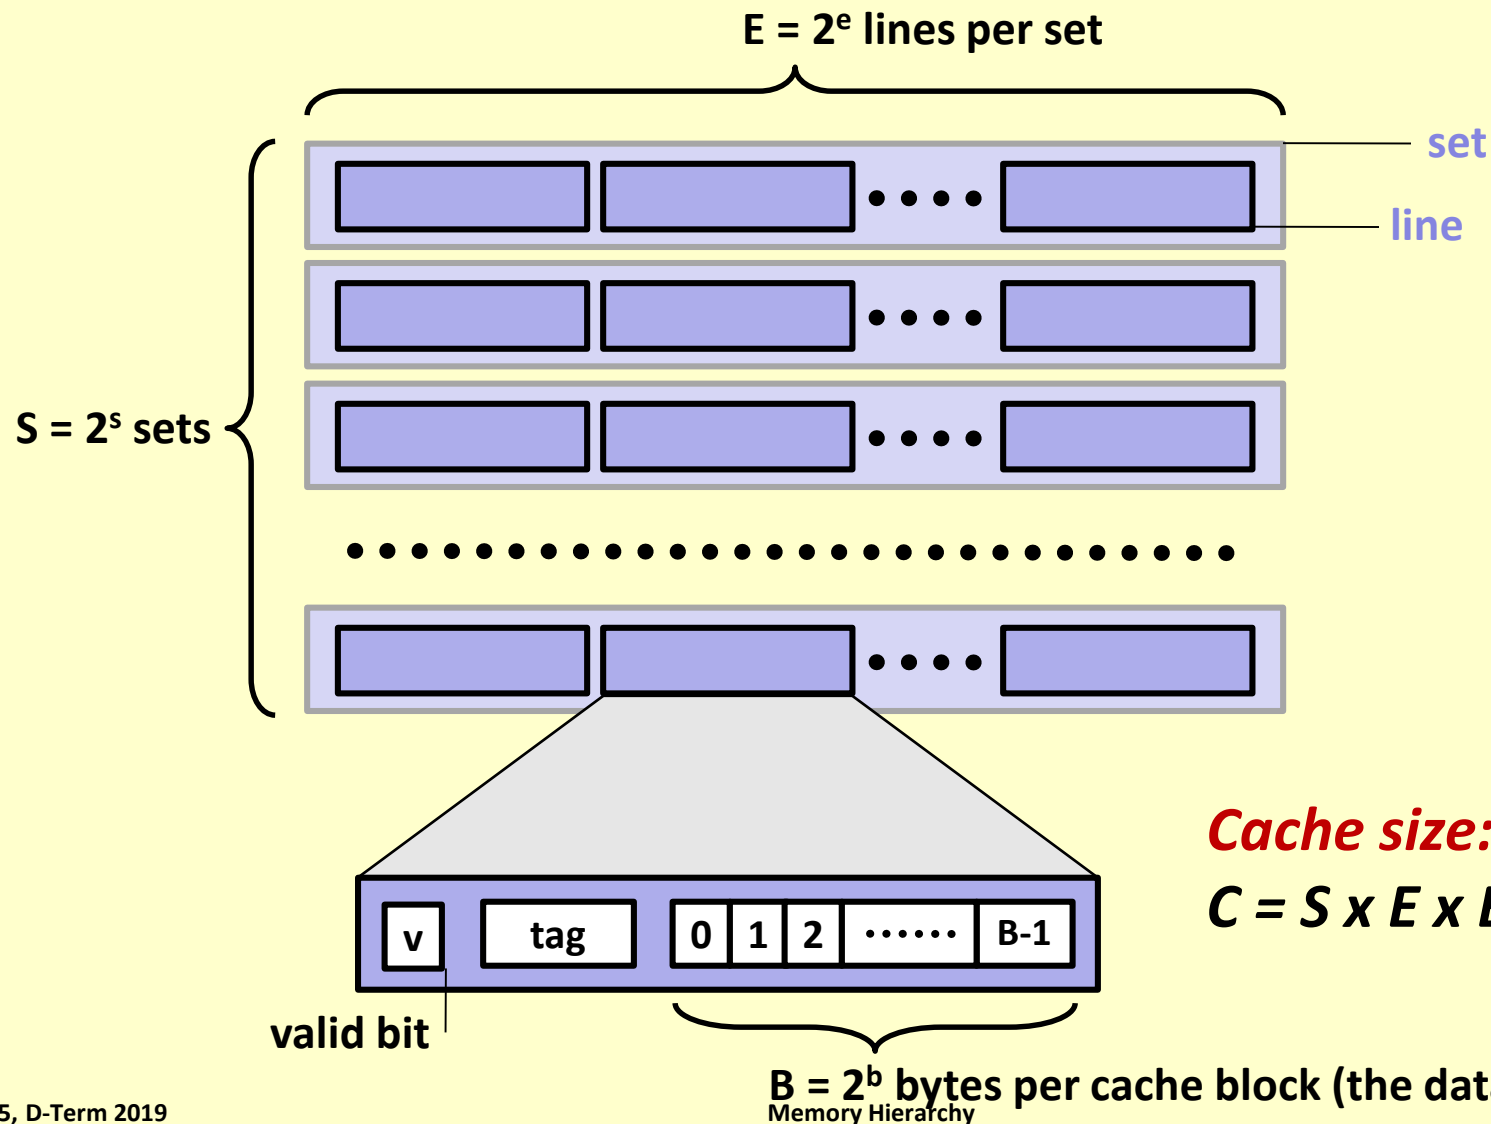 E = 2ᵉ lines per set
set
line
S = 2ˢ sets
Cache size:
C = S x E x B
v
tag
0 1 2 ······ B-1
valid bit
B = 2ᵇ bytes per cache block (the data
5, D-Term 2019
Memory Hierarchy